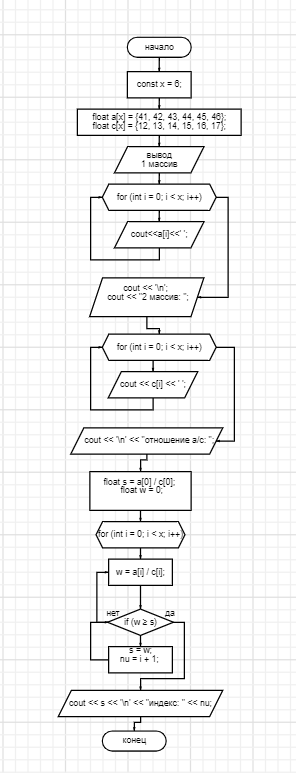 начало
const x = 6;
float a[x] = {41, 42, 43, 44, 45, 46};
float c[x] = {12, 13, 14, 15, 16, 17};
вывод
1 массив
for (int i = 0; i < x; i++)
cout<<a[i]<<' ';
cout << '\n';
cout << "2 массив: ";
for (int i = 0; i < x; i++)
cout << c[i] << ' ';
cout << '\n' << "отношение a/c: ";
float s = a[0] / c[0];
float w = 0;
for (int i = 0; i < x; i++)
w = a[i] / c[i];
нет
да
if (w ≥ s)
s = w;
nu = i + 1;
cout << s << '\n' << "индекс: " << nu;
конец